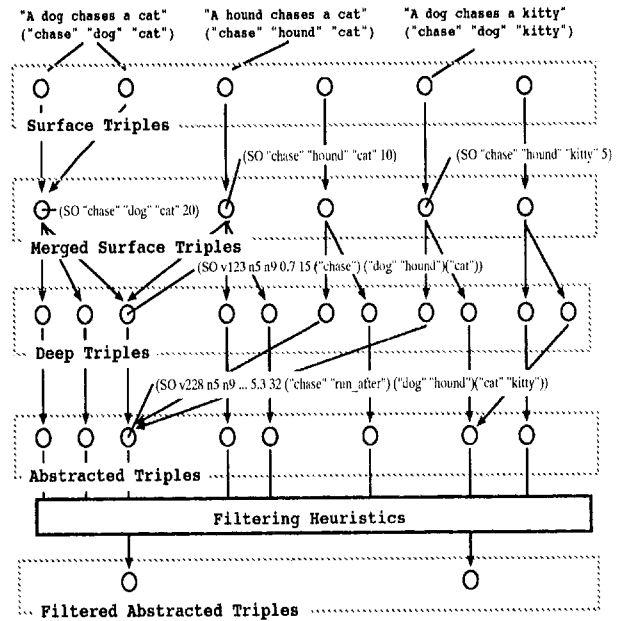 "A dog chases a cat"
("chase" "dog" "cat")
"A hound chases a cat"
("chase" "hound" "cat")
"A dog chases a kitty"
("chase" "dog" "kitty")
Surface Triples
(SO "chase" "hound" "cat" 10)
(SO "chase" "hound" "kitty" 5)
(SO "chase" "dog" "cat" 20)
Merged Surface Triples
(SO v123 n5 n9 0.7 15 ("chase") ("dog" "hound")("cat"))
Deep Triples
(SO v228 n5 n9 ... 5.3 32 ("chase" "run_after") ("dog" "hound")("cat" "kitty"))
Abstracted Triples
Filtering Heuristics
Filtered Abstracted Triples